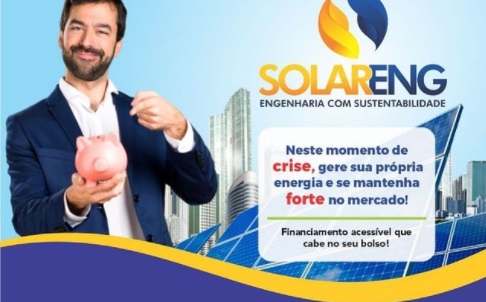 SOLARENG
ENGENHARIA COM SUSTENTABILIDADE
Neste momento de
crise, gere sua própria
energia e se mantenha
forte no mercado!
Financiamento acessível que
cabe no seu bolso!